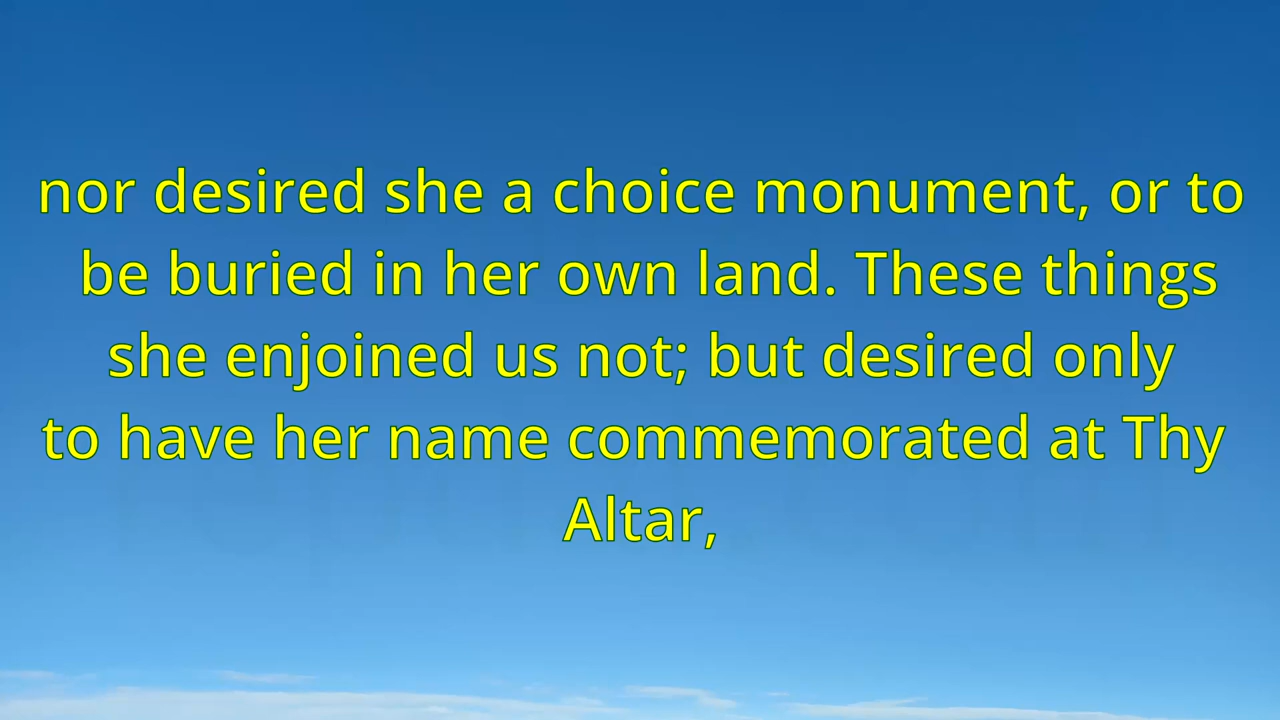 nor desired she a choice monument, or to
be buried in her own land. These things
she enjoined us not; but desired only
to have her name commemorated at Thy
Altar,